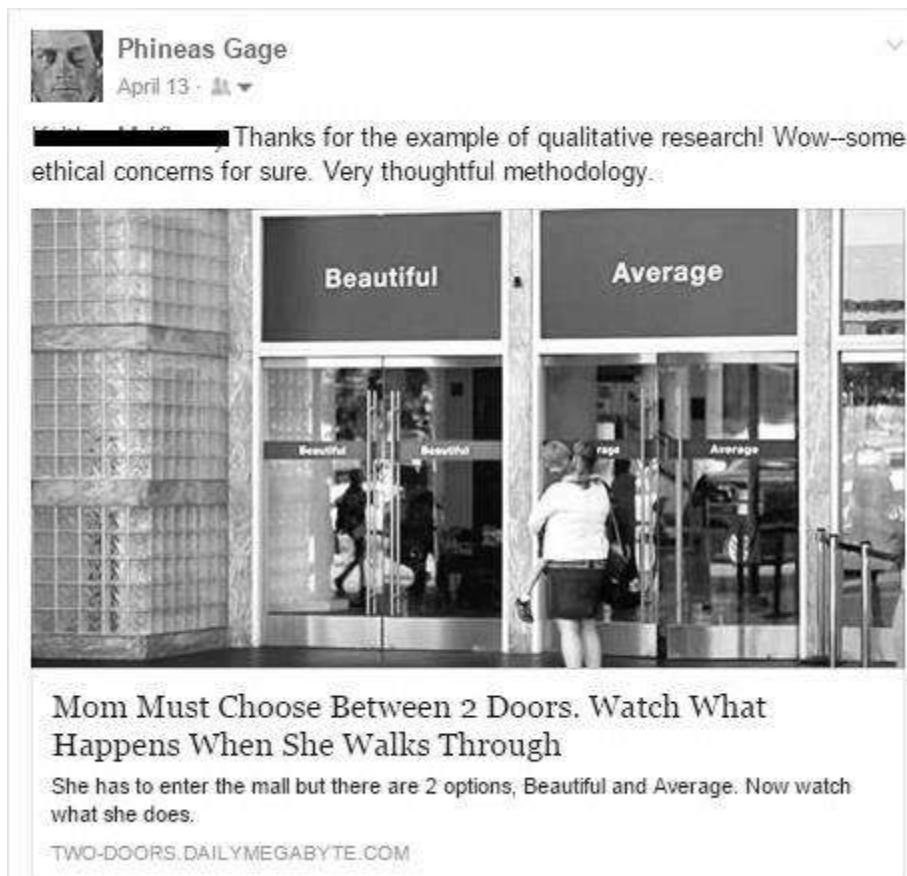 Phineas Gage
April 13 ·
Thanks for the example of qualitative research! Wow--some
ethical concerns for sure. Very thoughtful methodology.
Beautiful
Average
Beautiful
Beautiful
rage
Average
Mom Must Choose Between 2 Doors. Watch What
Happens When She Walks Through
She has to enter the mall but there are 2 options, Beautiful and Average. Now watch
what she does.
TWO-DOORS.DAILYMEGABYTE.COM